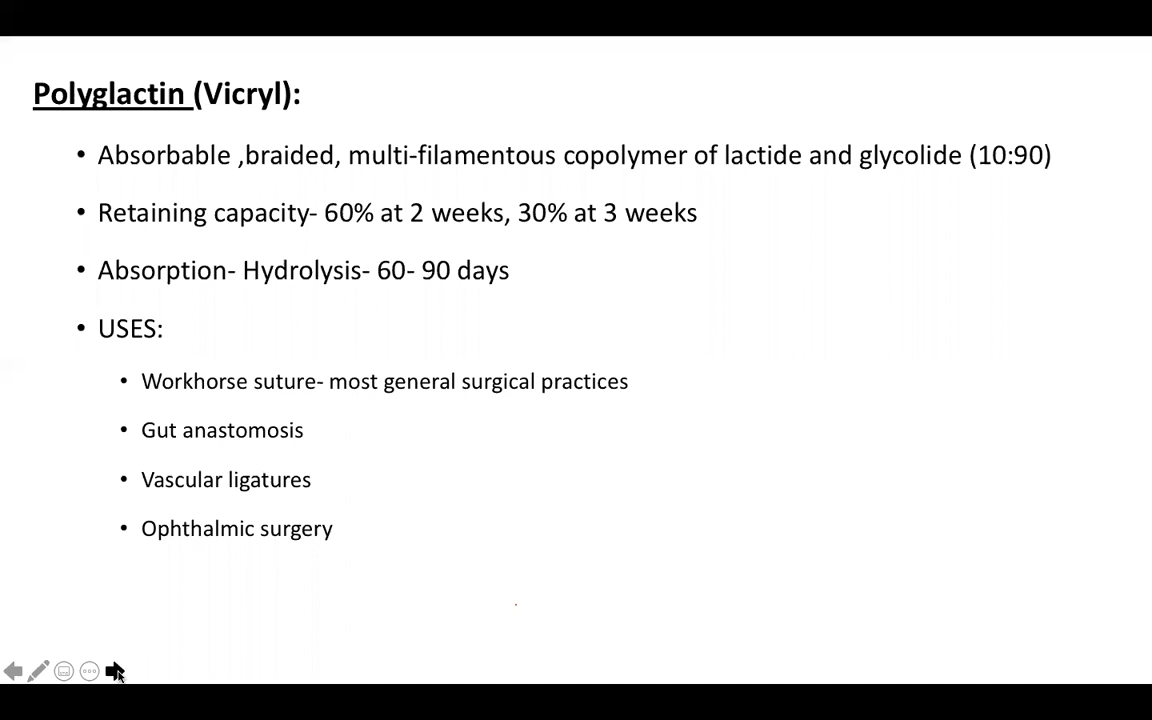 Polyglactin (Vicryl):
• Absorbable ,braided, multi-filamentous copolymer of lactide and glycolide (10:90)
• Retaining capacity- 60% at 2 weeks, 30% at 3 weeks
• Absorption- Hydrolysis- 60- 90 days
• USES:
• Workhorse suture- most general surgical practices
• Gut anastomosis
• Vascular ligatures
• Ophthalmic surgery